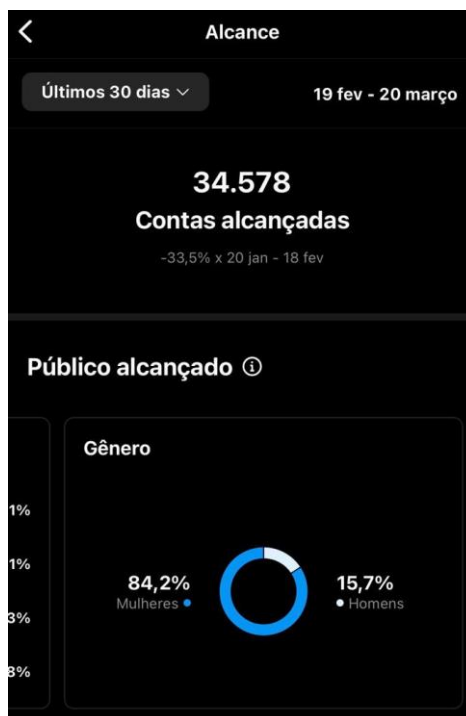 Alcance
Últimos 30 dias
19 fev - 20 março
34.578
Contas alcançadas
-33,5% x 20 jan - 18 fev
Público alcançado
Gênero
1%
1%
3%
8%
84,2%
Mulheres
15,7%
Homens